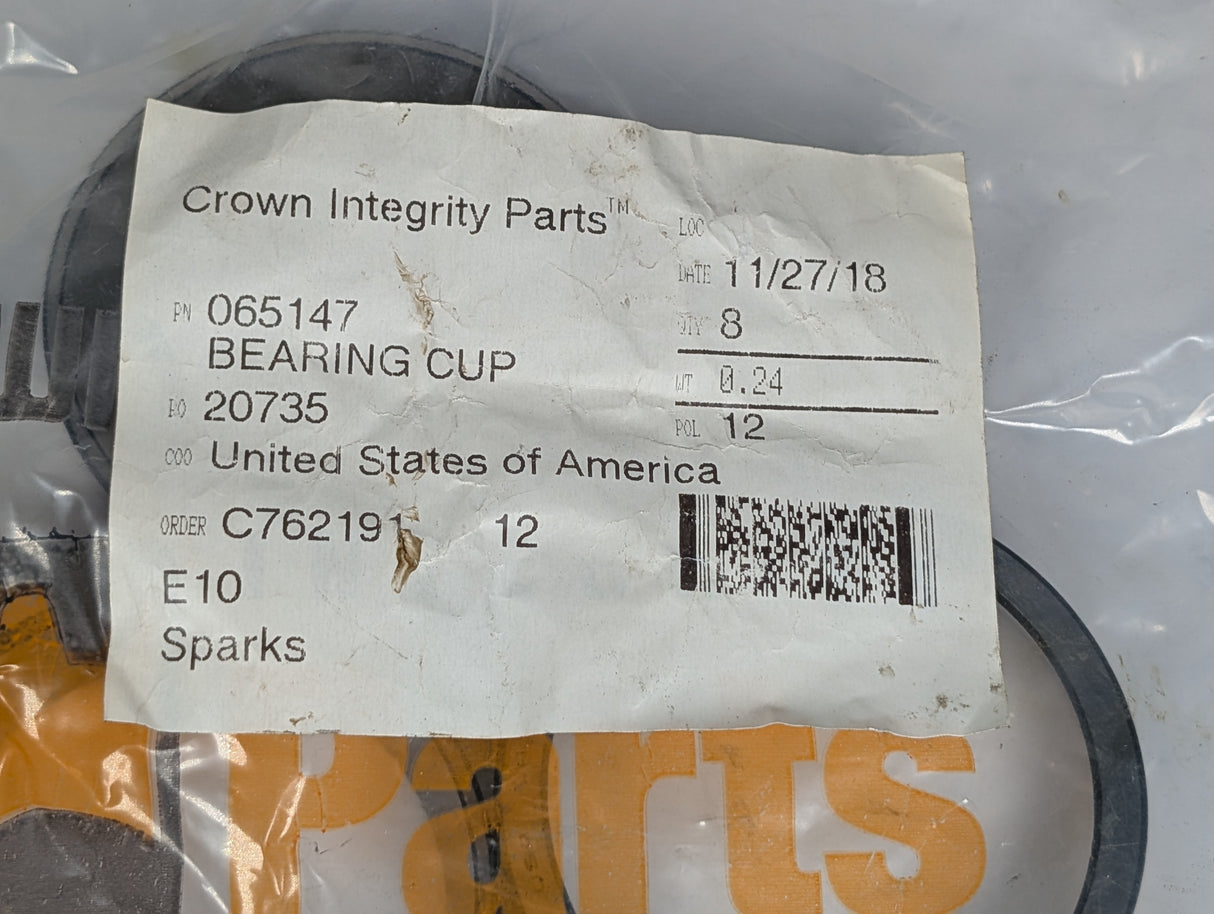 Crown Integrity Parts™
LOC
DATE 11/27/18
PN 065147
QTY 8
BEARING CUP
WT 0.24
20735
POL 12
COO United States of America
ORDER C762191 12
E10
Sparks
Parts